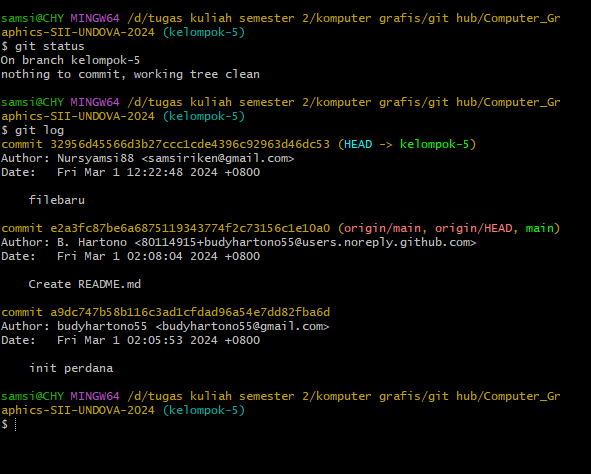 samsi@CHY MINGW64 /d/tugas kuliah semester 2/komputer grafis/git hub/Computer_Gr
aphics-SII-UNDOVA-2024 (kelompok-5)
$ git status
On branch kelompok-5
nothing to commit, working tree clean
samsi@CHY MINGW64 /d/tugas kuliah semester 2/komputer grafis/git hub/Computer_Gr
aphics-SII-UNDOVA-2024 (kelompok-5)
$ git log
commit 32956d45566d3b27ccc1cde4396c92963d46dc53 (HEAD -> kelompok-5)
Author: Nursyamsi88 <samsiriken@gmail.com>
Date:   Fri Mar 1 12:22:48 2024 +0800
    filebaru
commit e2a3fc87be6a6875119343774f2c73156c1e10a0 (origin/main, origin/HEAD, main)
Author: B. Hartono <80114915+budyhartono55@users.noreply.github.com>
Date:   Fri Mar 1 02:08:04 2024 +0800
    Create README.md
commit a9dc747b58b116c3ad1cfdad96a54e7dd82fba6d
Author: budyhartono55 <budyhartono55@gmail.com>
Date:   Fri Mar 1 02:05:53 2024 +0800
    init perdana
samsi@CHY MINGW64 /d/tugas kuliah semester 2/komputer grafis/git hub/Computer_Gr
aphics-SII-UNDOVA-2024 (kelompok-5)
$